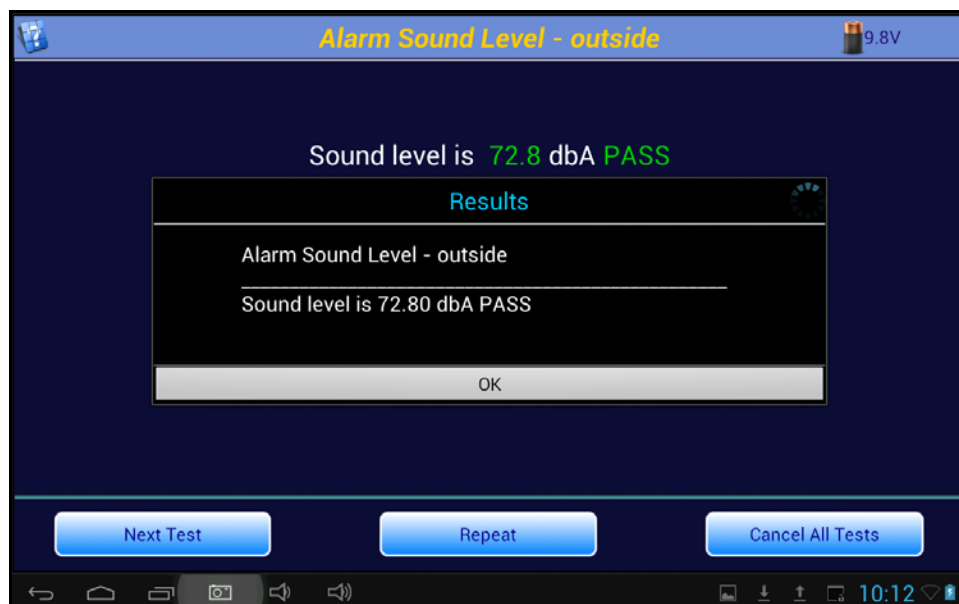 Alarm Sound Level - outside
9.8V
Sound level is 72.8 dbA PASS
Results
Alarm Sound Level - outside
Sound level is 72.80 dbA PASS
OK
Next Test
Repeat
Cancel All Tests
10:12